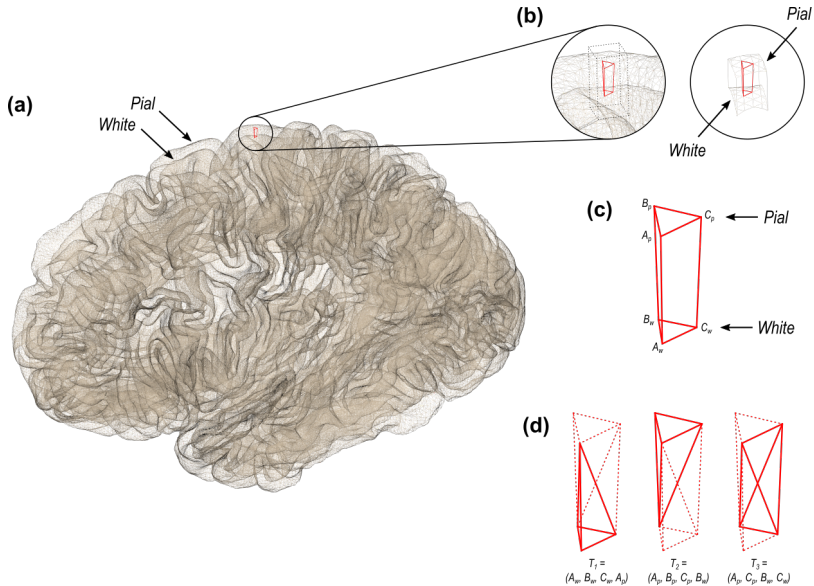 (a)
Pial
White
(b)
Pial
White
(c)
Bp
Cp
Ap
Pial
Bw
Cw
Aw
White
(d)
T1 =
(Aw, Bw, Cw, Ap)
T2 =
(Ap, Bp, Cp, Bw)
T3 =
(Ap, Cp, Bw, Cw)